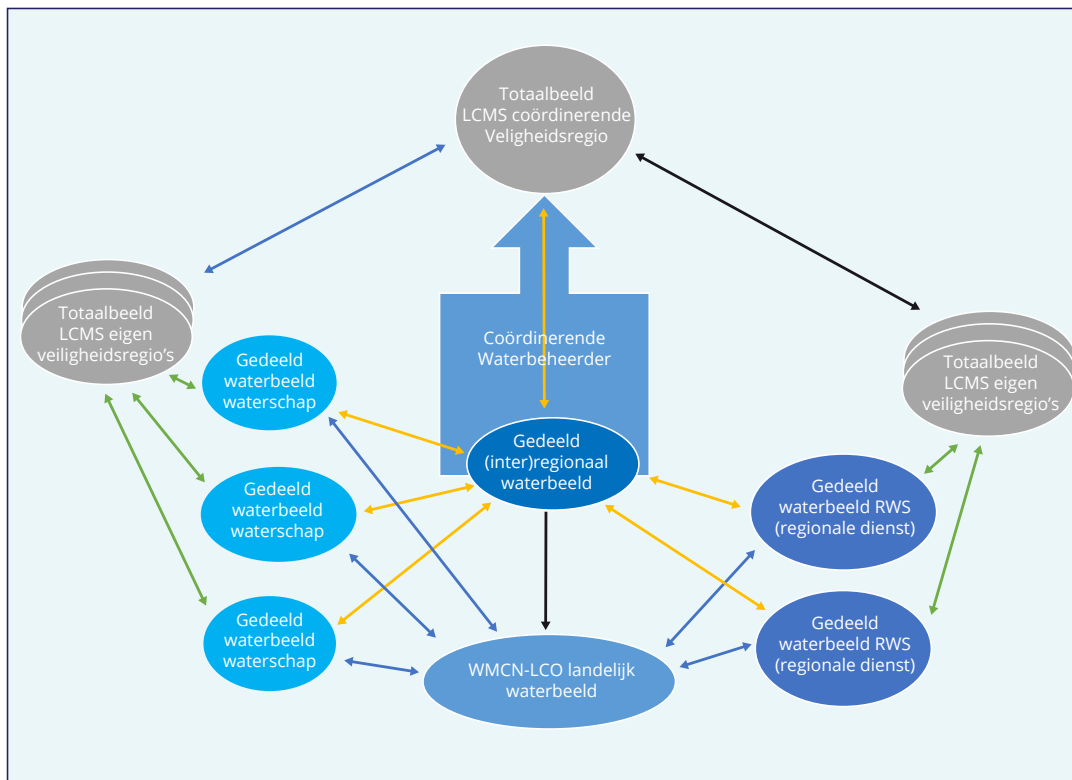 Totaalbeeld
LCMS coördinerende
Veligheidsregio
Totaalbeeld
LCMS eigen
veiligheidsregio's
Coördinerende
Waterbeheerder
Totaalbeeld
LCMS eigen
veiligheidsregio's
Gedeeld
waterbeeld
waterschap
Gedeeld
(inter)regionaal
waterbeeld
Gedeeld
waterbeeld RWS
(regionale dienst)
Gedeeld
waterbeeld
waterschap
Gedeeld
waterbeeld
waterschap
WMCN-LCO landelijk
waterbeeld
Gedeeld
waterbeeld RWS
(regionale dienst)